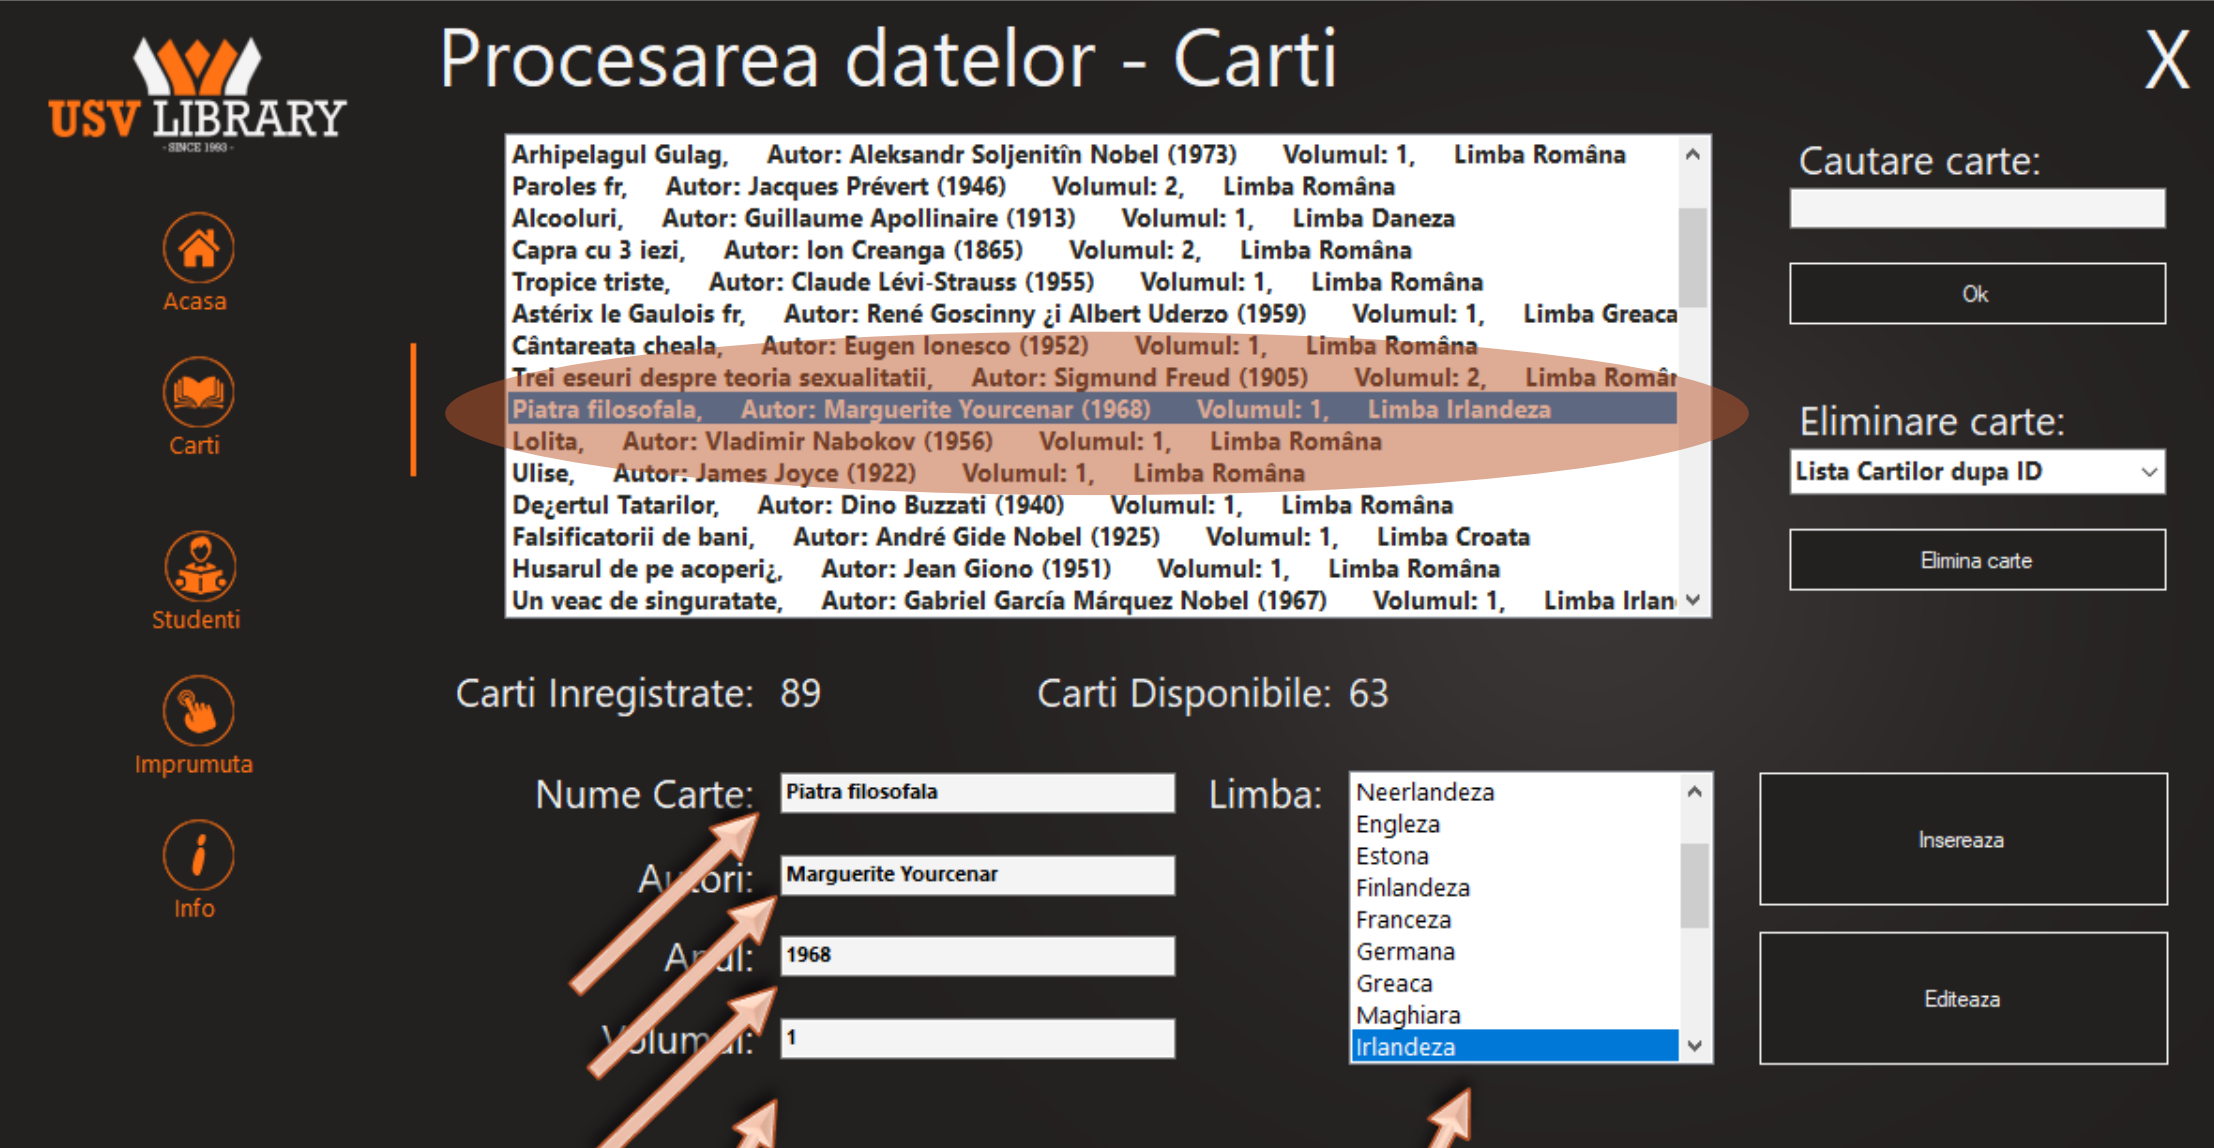 USV LIBRARY
- SINCE 1993 -
Procesarea datelor - Carti
X
Acasa
Carti
Studenti
Imprumuta
Info
Arhipelagul Gulag, Autor: Aleksandr Soljenitîn Nobel (1973) Volumul: 1, Limba Româna
Paroles fr, Autor: Jacques Prévert (1946) Volumul: 2, Limba Româna
Alcooluri, Autor: Guillaume Apollinaire (1913) Volumul: 1, Limba Daneza
Capra cu 3 iezi, Autor: Ion Creanga (1865) Volumul: 2, Limba Româna
Tropice triste, Autor: Claude Lévi-Strauss (1955) Volumul: 1, Limba Româna
Astérix le Gaulois fr, Autor: René Goscinny ¿i Albert Uderzo (1959) Volumul: 1, Limba Greaca
Cântareata cheala, Autor: Eugen Ionesco (1952) Volumul: 1, Limba Româna
Trei eseuri despre teoria sexualitatii, Autor: Sigmund Freud (1905) Volumul: 2, Limba Român
Piatra filosofala, Autor: Marguerite Yourcenar (1968) Volumul: 1, Limba Irlandeza
Lolita, Autor: Vladimir Nabokov (1956) Volumul: 1, Limba Româna
Ulise, Autor: James Joyce (1922) Volumul: 1, Limba Româna
De¿ertul Tatarilor, Autor: Dino Buzzati (1940) Volumul: 1, Limba Româna
Falsificatorii de bani, Autor: André Gide Nobel (1925) Volumul: 1, Limba Croata
Husarul de pe acoperi¿, Autor: Jean Giono (1951) Volumul: 1, Limba Româna
Un veac de singuratate, Autor: Gabriel García Márquez Nobel (1967) Volumul: 1, Limba Irlan
Cautare carte:
Ok
Eliminare carte:
Lista Cartilor dupa ID
Elimina carte
Carti Inregistrate: 89 Carti Disponibile: 63
Nume Carte: Piatra filosofala
Autori: Marguerite Yourcenar
Anul: 1968
Volumul: 1
Limba:
Neerlandeza
Engleza
Estona
Finlandeza
Franceza
Germana
Greaca
Maghiara
Irlandeza
Insereaza
Editeaza